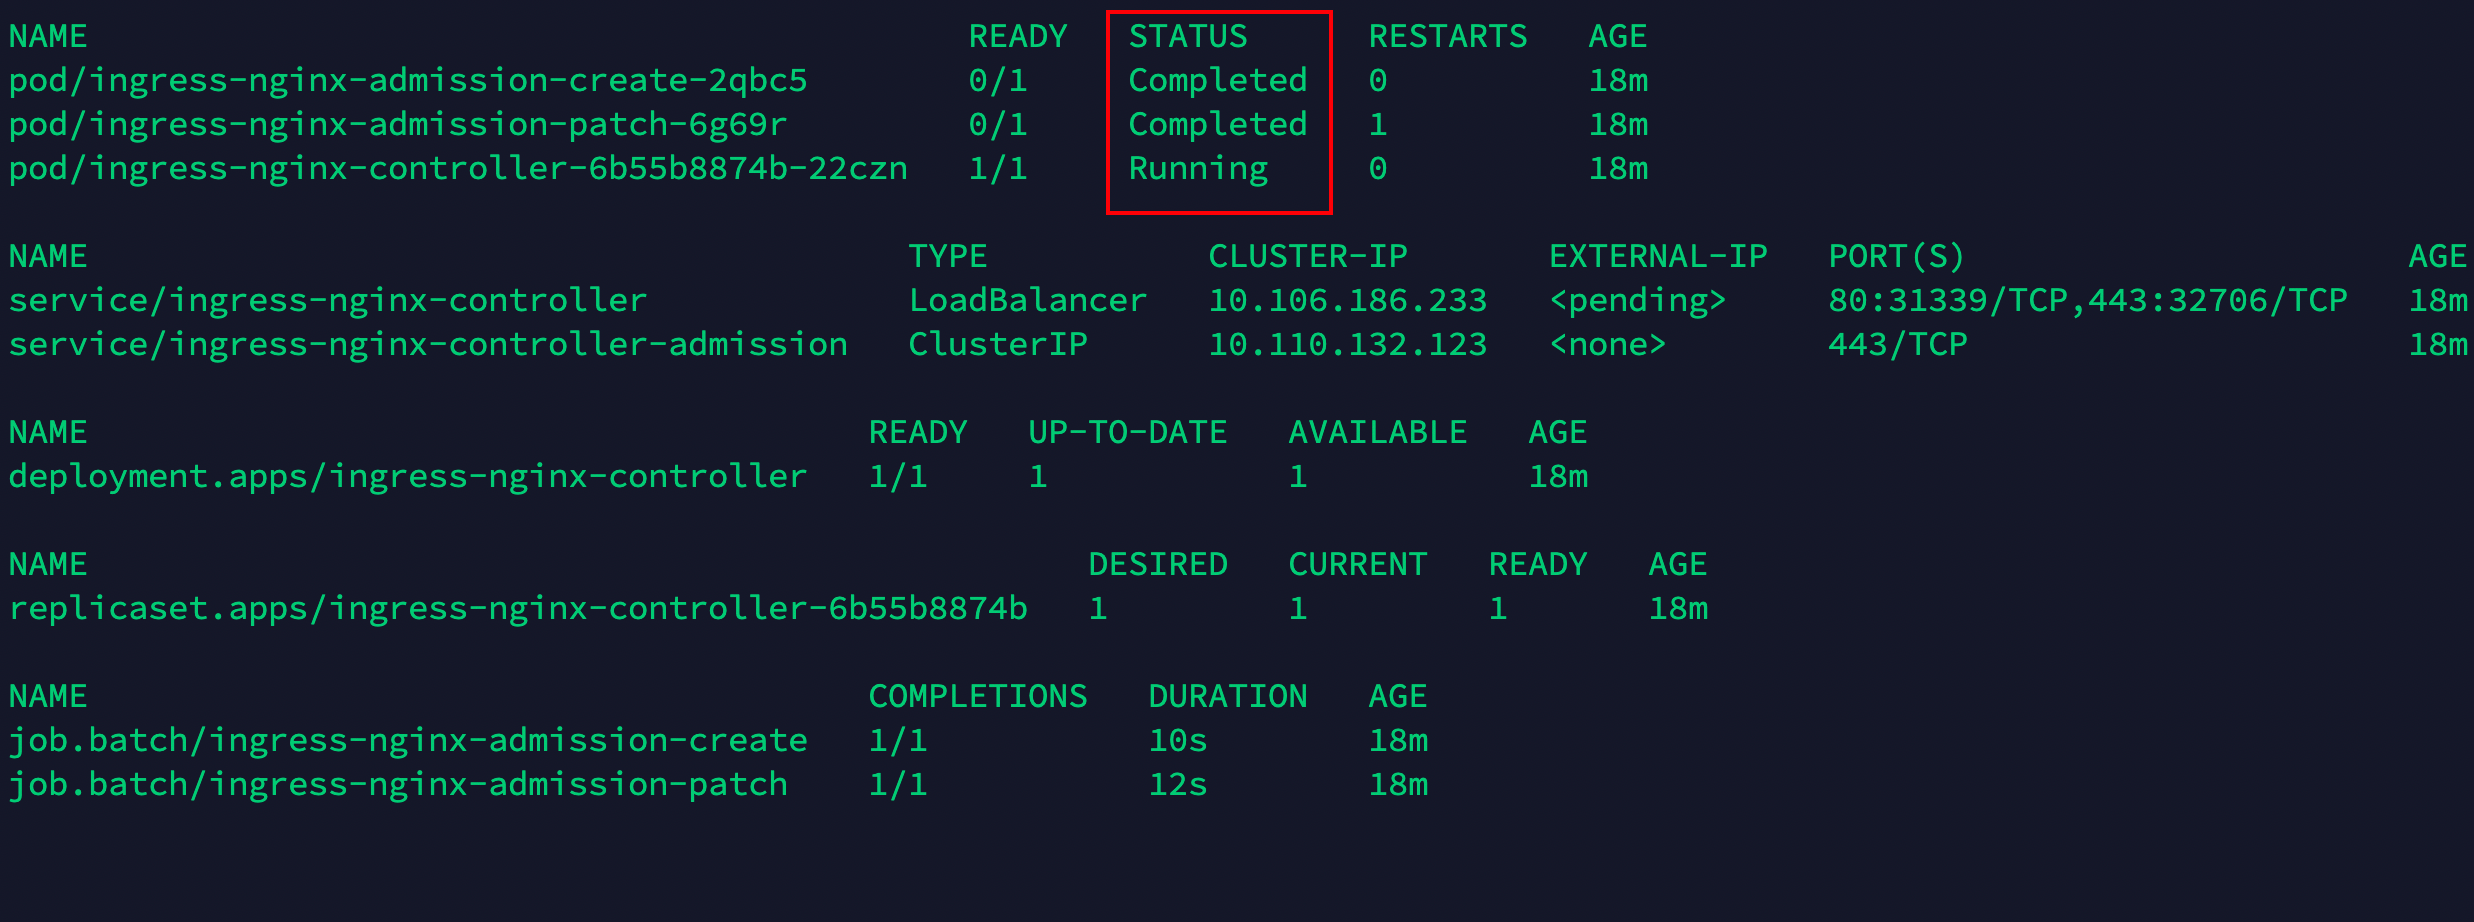 NAME                                            READY   STATUS      RESTARTS   AGE
pod/ingress-nginx-admission-create-2qbc5        0/1     Completed   0          18m
pod/ingress-nginx-admission-patch-6g69r         0/1     Completed   1          18m
pod/ingress-nginx-controller-6b55b8874b-22czn   1/1     Running     0          18m

NAME                                         TYPE           CLUSTER-IP       EXTERNAL-IP   PORT(S)                      AGE
service/ingress-nginx-controller             LoadBalancer   10.106.186.233   <pending>     80:31339/TCP,443:32706/TCP   18m
service/ingress-nginx-controller-admission   ClusterIP      10.110.132.123   <none>        443/TCP                      18m

NAME                                       READY   UP-TO-DATE   AVAILABLE   AGE
deployment.apps/ingress-nginx-controller   1/1     1            1           18m

NAME                                                  DESIRED   CURRENT   READY   AGE
replicaset.apps/ingress-nginx-controller-6b55b8874b   1         1         1       18m

NAME                                       COMPLETIONS   DURATION   AGE
job.batch/ingress-nginx-admission-create   1/1           10s        18m
job.batch/ingress-nginx-admission-patch    1/1           12s        18m